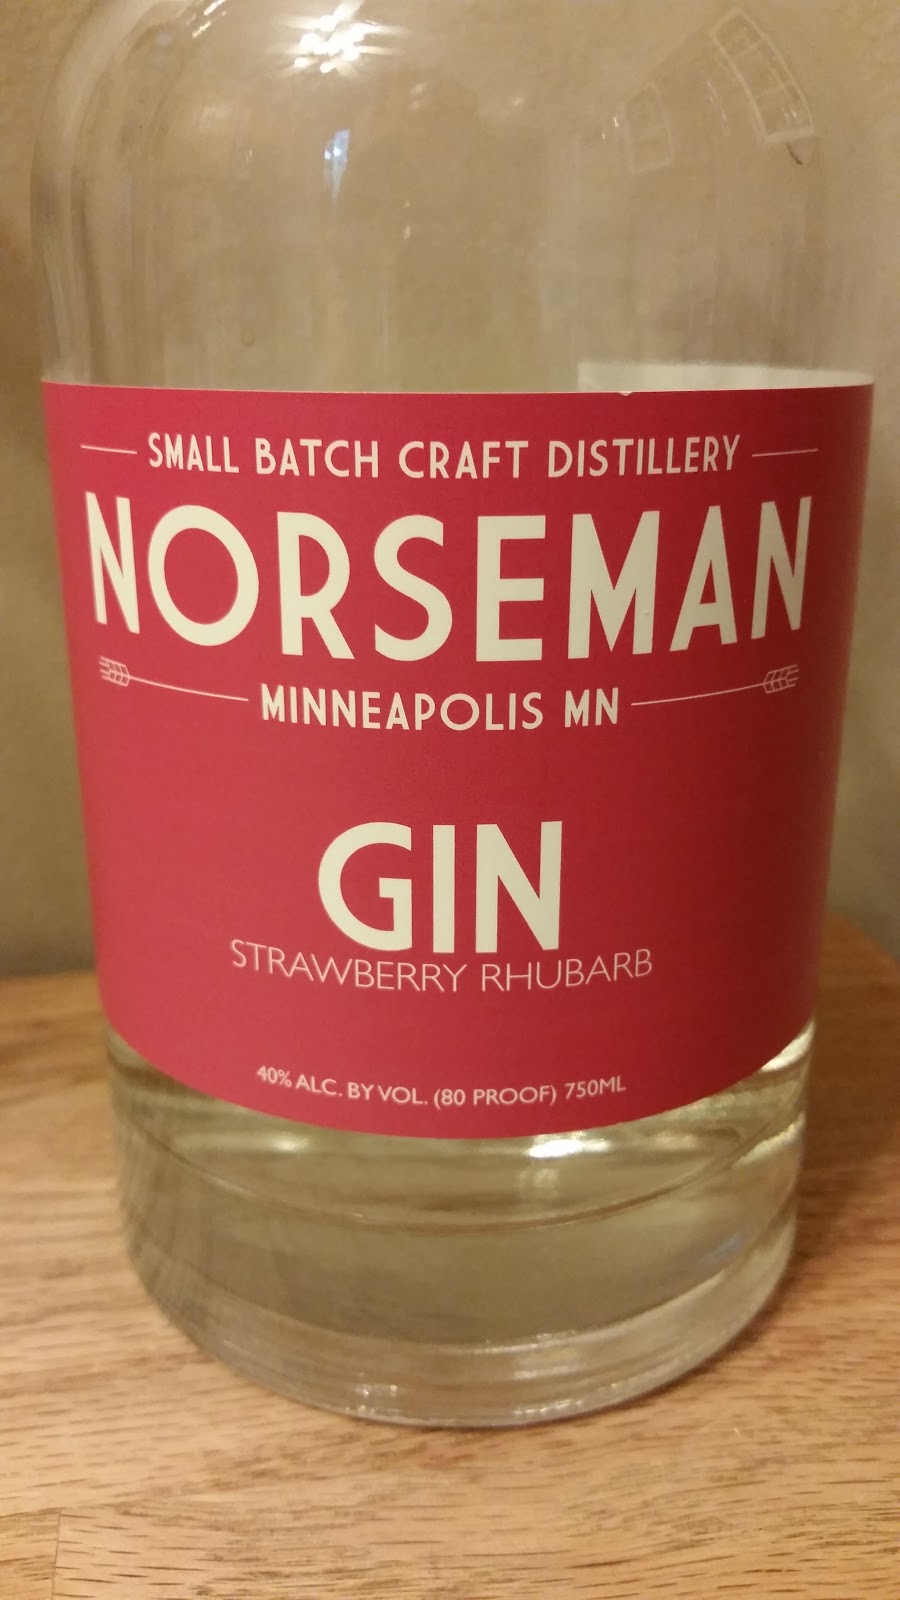 SMALL BATCH CRAFT DISTILLERY
NORSEMAN
MINNEAPOLIS MN
GIN
STRAWBERRY RHUBARB
40% ALC. BY VOL. (80 PROOF) 750ML